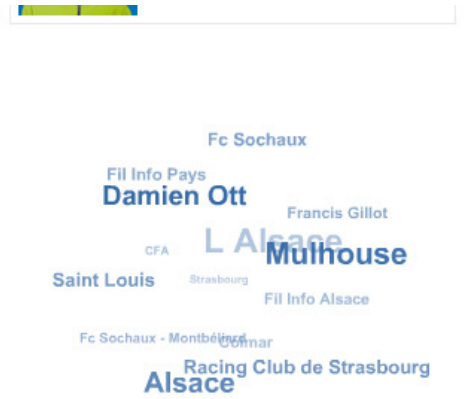 Fc Sochaux
Fil Info Pays
Damien Ott
Francis Gillot
L Alsace
CFA
Mulhouse
Saint Louis
Strasbourg
Fil Info Alsace
Fc Sochaux - Montbéliard
Colmar
Racing Club de Strasbourg
Alsace